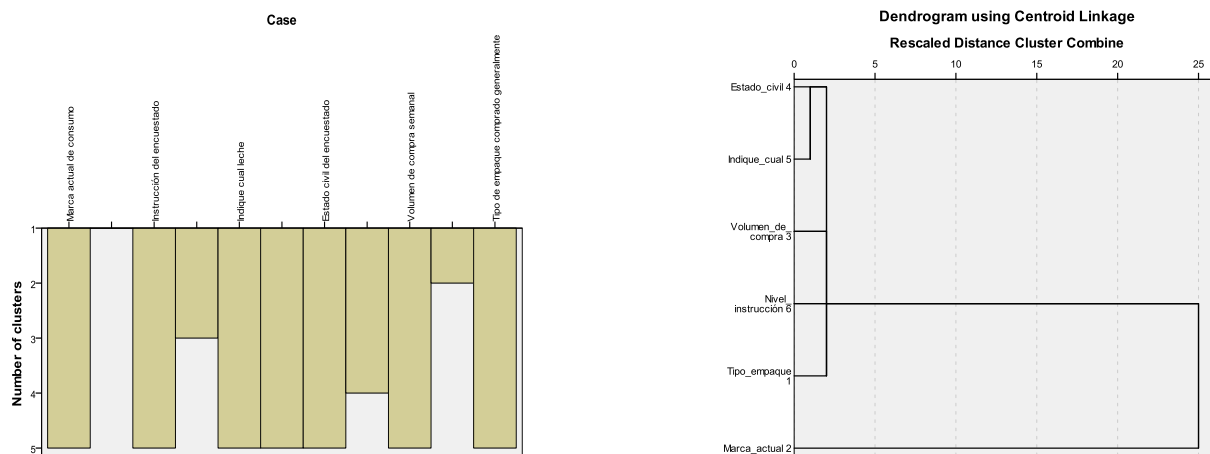 Case
Marca actual de consumo
Instrucción del encuestado
Indique cual leche
Estado civil del encuestado
Volumen de compra semanal
Tipo de empaque comprado generalmente
Number of clusters
1
2
3
4
5
Dendrogram using Centroid Linkage
Rescaled Distance Cluster Combine
0 5 10 15 20 25
Estado_civil 4
Indique_cual 5
Volumen_de_
compra 3
Nivel_
instrucción 6
Tipo_empaque
1
Marca_actual 2